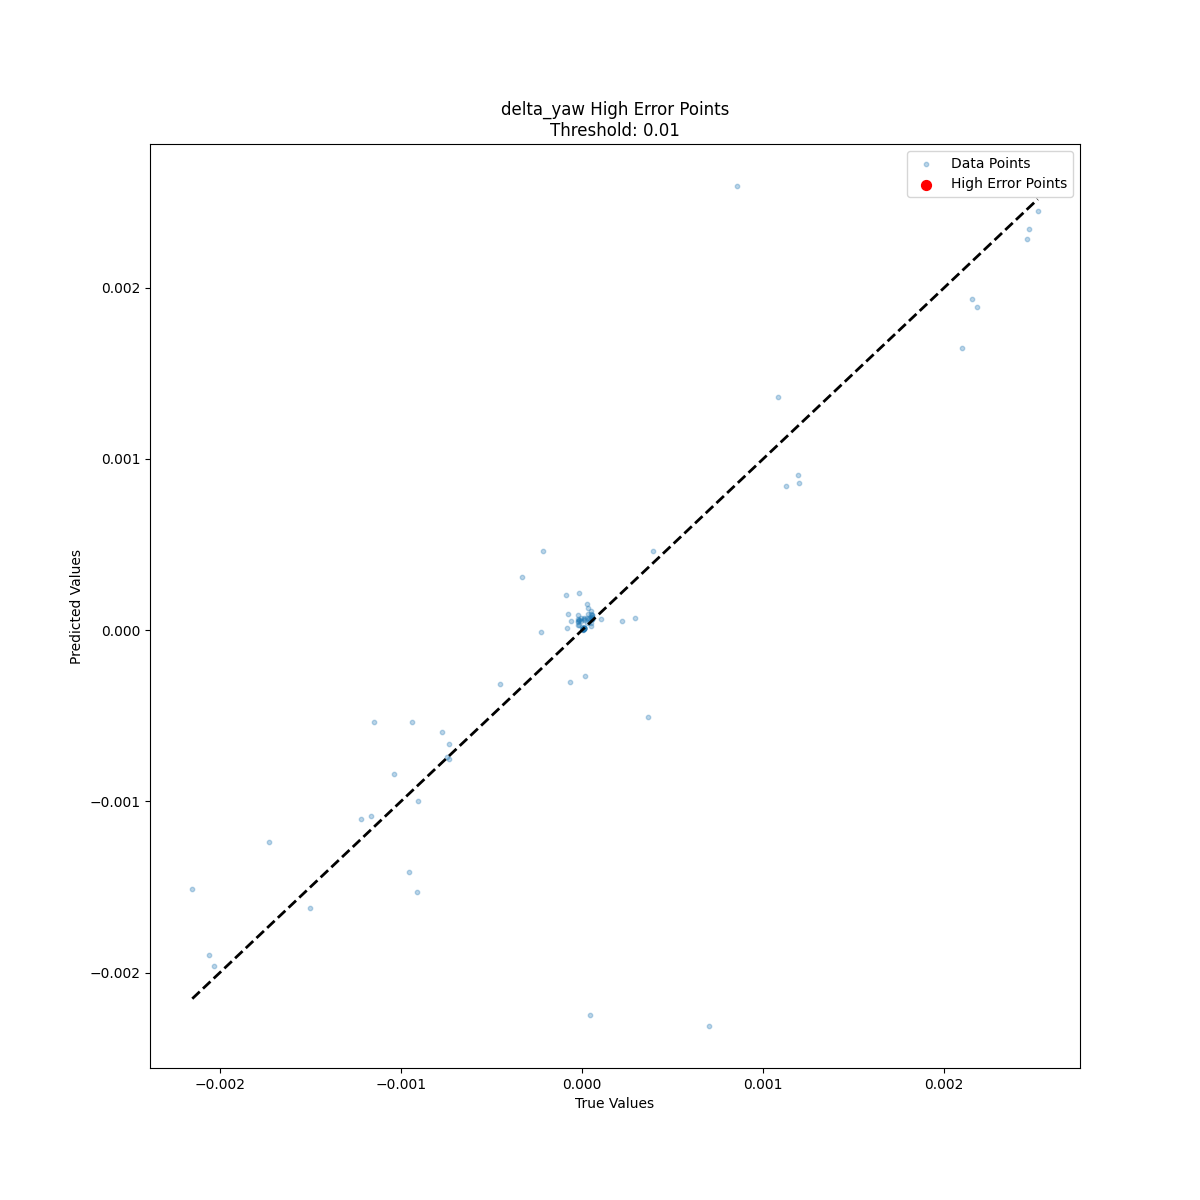 delta_yaw High Error Points
Threshold: 0.01
Data Points
High Error Points
0.002
0.001
0.000
−0.001
−0.002
Predicted Values
−0.002
−0.001
0.000
0.001
0.002
True Values